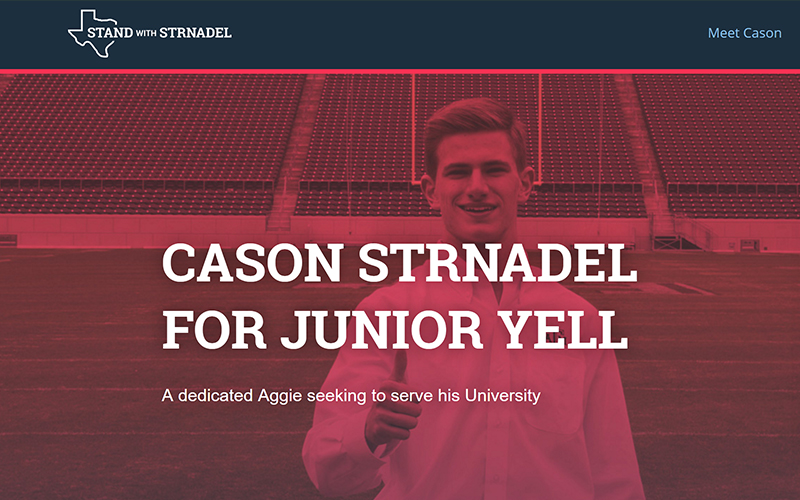 STAND WITH STRNADEL
Meet Cason
CASON STRNADEL
FOR JUNIOR YELL
A dedicated Aggie seeking to serve his University